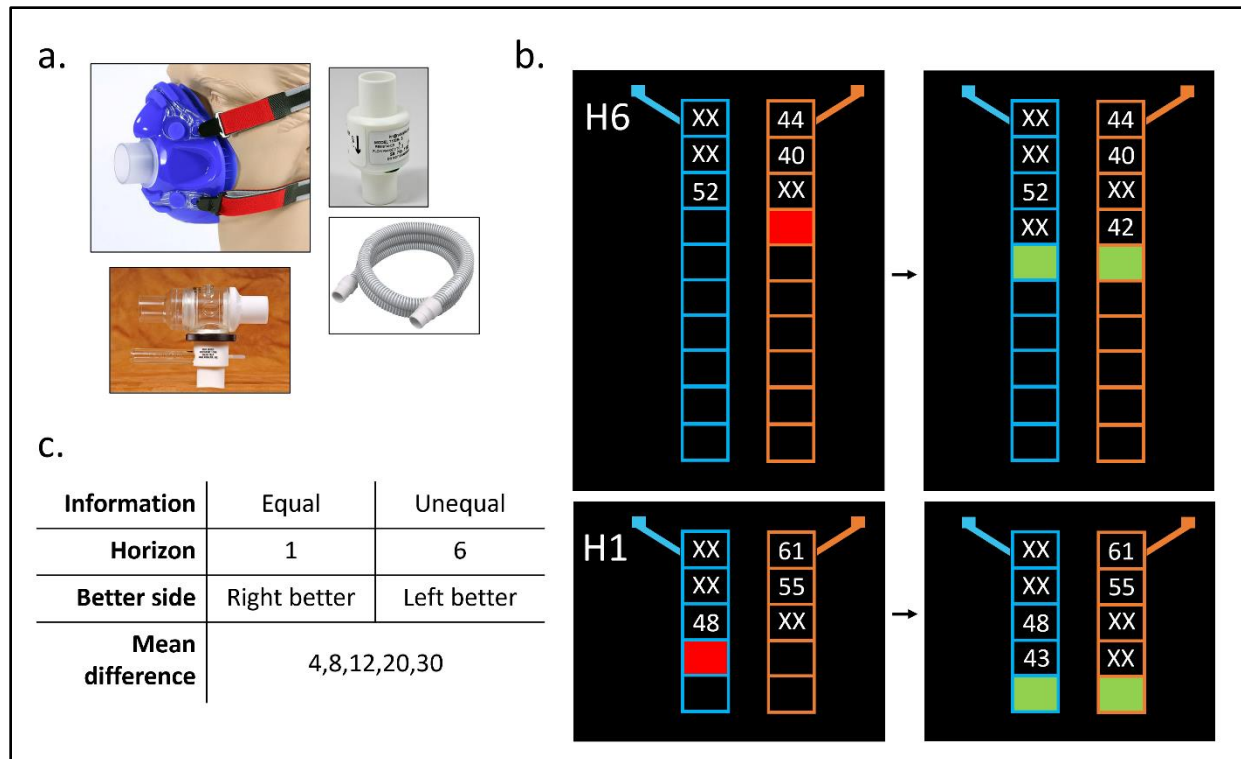 a.
b.
H6
XX 44
XX 40
52 XX
XX 44
XX 40
52 XX
XX 42
H1
XX 61
XX 55
48 XX
XX 61
XX 55
48 XX
43 XX
c.
Information Equal Unequal
Horizon 1 6
Better side Right better Left better
Mean
difference 4,8,12,20,30